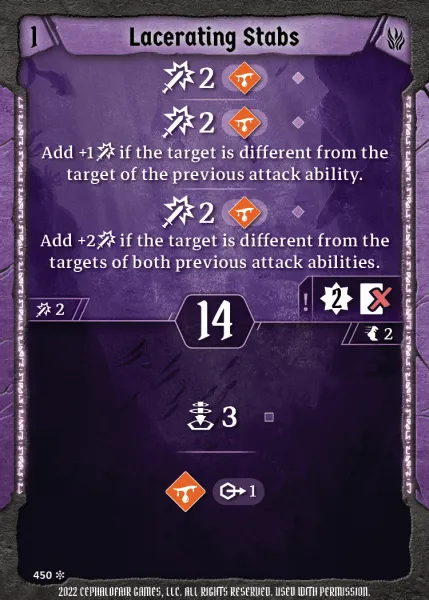 1
Lacerating Stabs
2
2
Add +1 if the target is different from the
target of the previous attack ability.
2
Add +2 if the target is different from the
targets of both previous attack abilities.
! 2
2
14
2
3
1
450
2022 CEPHALOFAIR GAMES, LLC. ALL RIGHTS RESERVED. USED WITH PERMISSION.